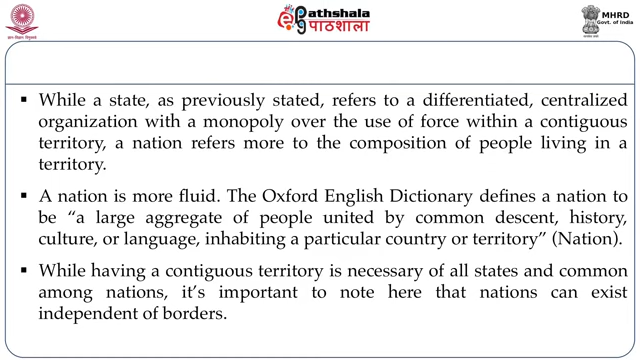 Pathshala
पाठशाला
MHRD
Govt. of India
▪ While a state, as previously stated, refers to a differentiated, centralized
organization with a monopoly over the use of force within a contiguous
territory, a nation refers more to the composition of people living in a
territory.
▪ A nation is more fluid. The Oxford English Dictionary defines a nation to
be “a large aggregate of people united by common descent, history,
culture, or language, inhabiting a particular country or territory” (Nation).
▪ While having a contiguous territory is necessary of all states and common
among nations, it’s important to note here that nations can exist
independent of borders.